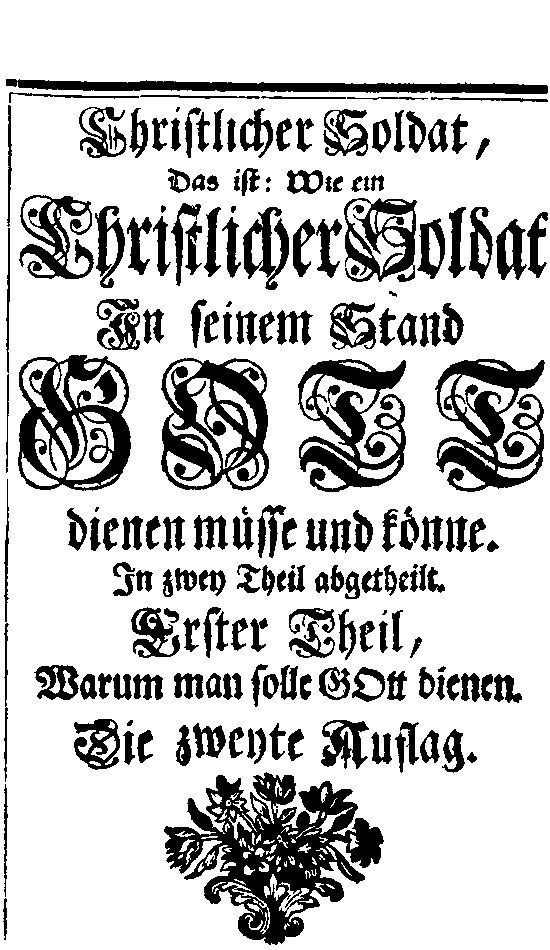 Christlicher Soldat,
Das ist: Wie ein
Christlicher Soldat
In seinem Stand
GOTT
dienen müsse und könne.
In zwey Theil abgetheilt.
Erster Theil,
Warum man solle GOtt dienen.
Die zweyte Auflag.